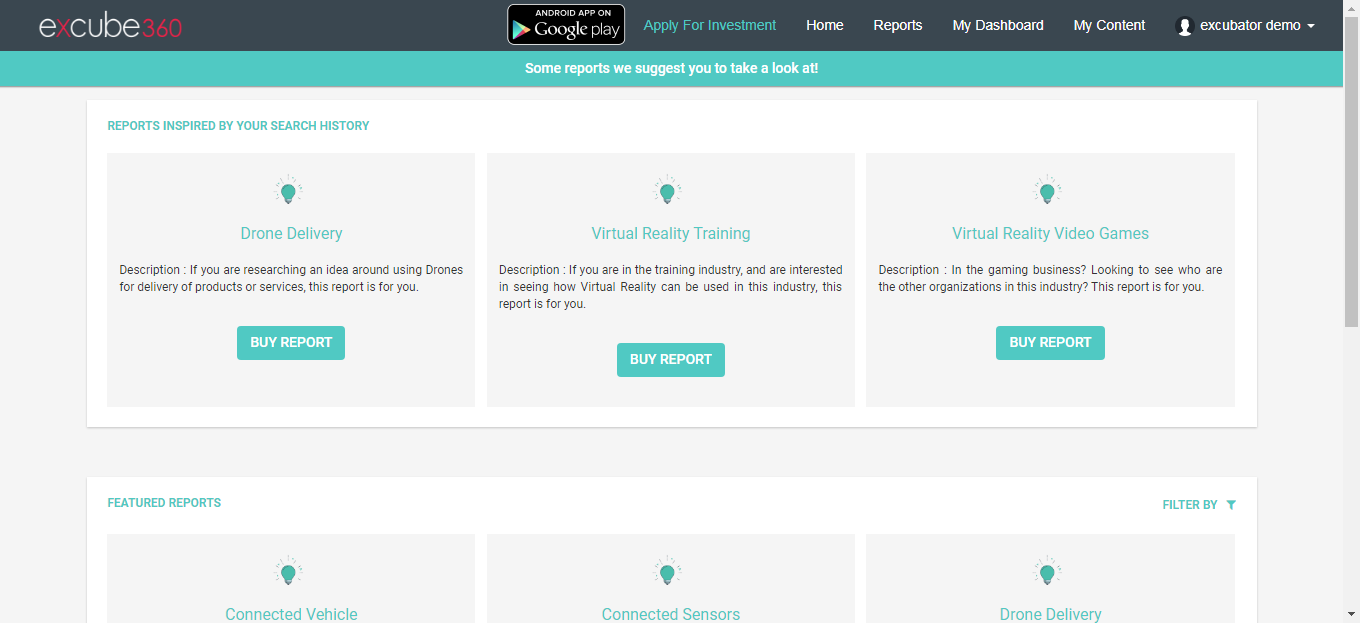 excube360
ANDROID APP ON
Google play
Apply For Investment
Home
Reports
My Dashboard
My Content
excubator demo
Some reports we suggest you to take a look at!
REPORTS INSPIRED BY YOUR SEARCH HISTORY
Drone Delivery
Description : If you are researching an idea around using Drones
for delivery of products or services, this report is for you.
BUY REPORT
Virtual Reality Training
Description : If you are in the training industry, and are interested
in seeing how Virtual Reality can be used in this industry, this
report is for you.
BUY REPORT
Virtual Reality Video Games
Description : In the gaming business? Looking to see who are
the other organizations in this industry? This report is for you.
BUY REPORT
FEATURED REPORTS
FILTER BY
Connected Vehicle
Connected Sensors
Drone Delivery